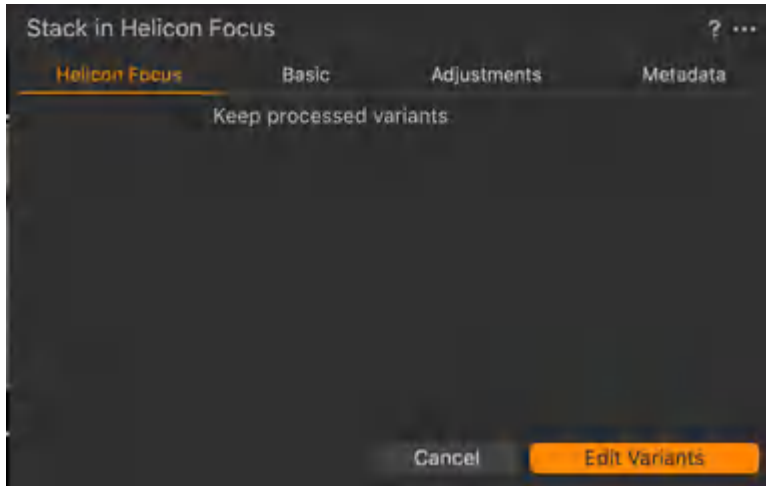 Stack in Helicon Focus ? ...
Helicon Focus Basic Adjustments Metadata
Keep processed variants
Cancel Edit Variants